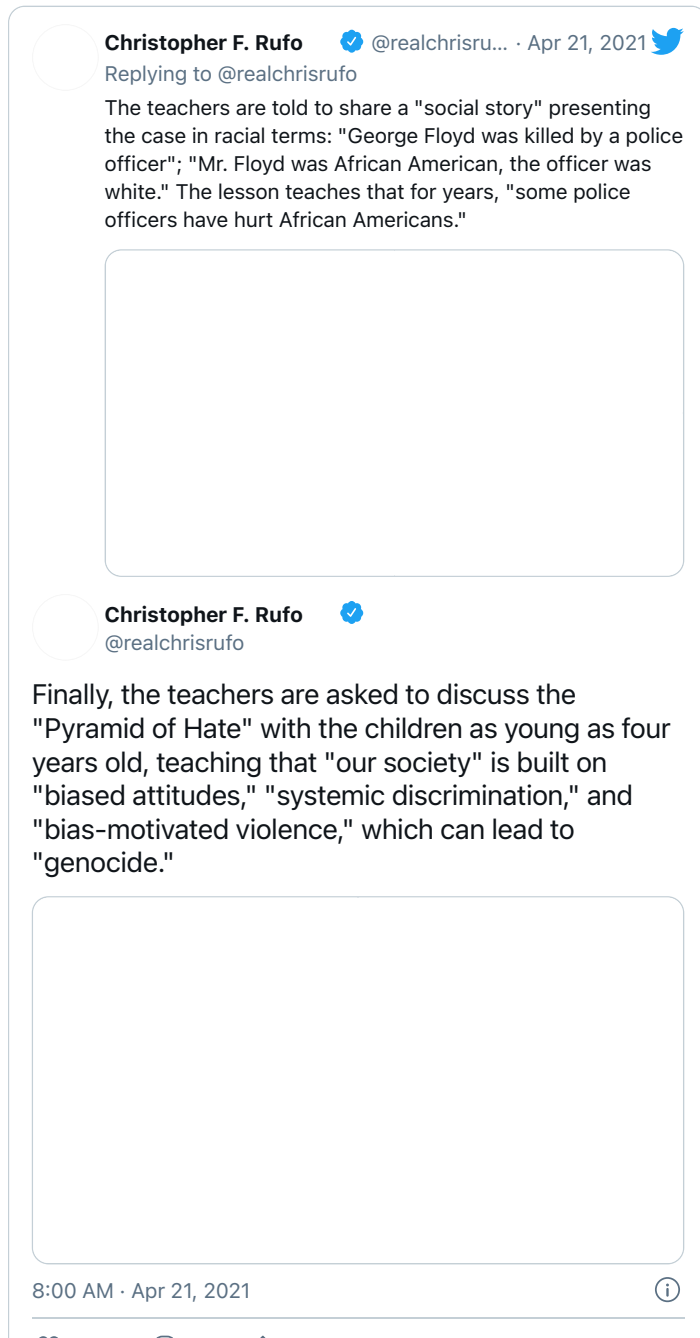 Christopher F. Rufo @realchrisru... · Apr 21, 2021
Replying to @realchrisrufo
The teachers are told to share a "social story" presenting
the case in racial terms: "George Floyd was killed by a police
officer"; "Mr. Floyd was African American, the officer was
white." The lesson teaches that for years, "some police
officers have hurt African Americans."
Christopher F. Rufo
@realchrisrufo
Finally, the teachers are asked to discuss the
"Pyramid of Hate" with the children as young as four
years old, teaching that "our society" is built on
"biased attitudes," "systemic discrimination," and
"bias-motivated violence," which can lead to
"genocide."
8:00 AM · Apr 21, 2021